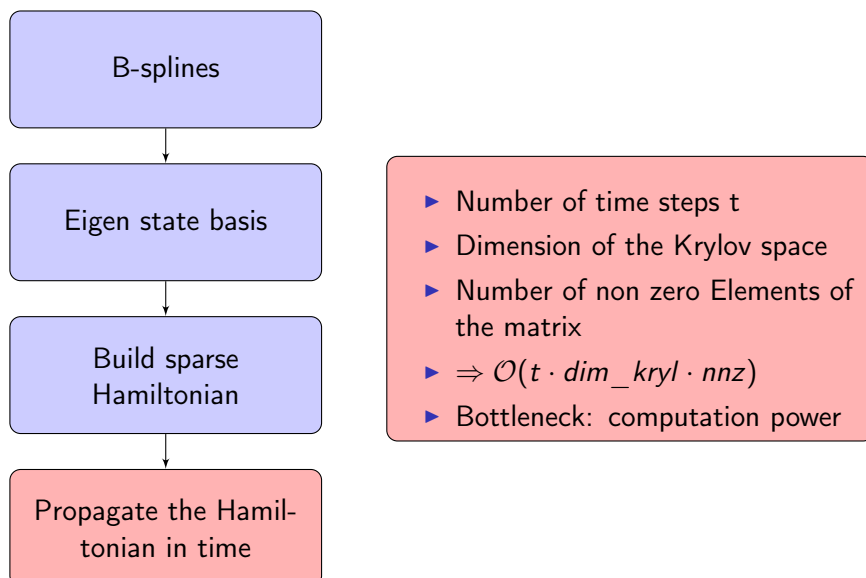 B-splines
Eigen state basis
Build sparse
Hamiltonian
Propagate the Hamil-
tonian in time
▶ Number of time steps t
▶ Dimension of the Krylov space
▶ Number of non zero Elements of
the matrix
▶ ⇒ 𝒪(t · dim_kryl · nnz)
▶ Bottleneck: computation power